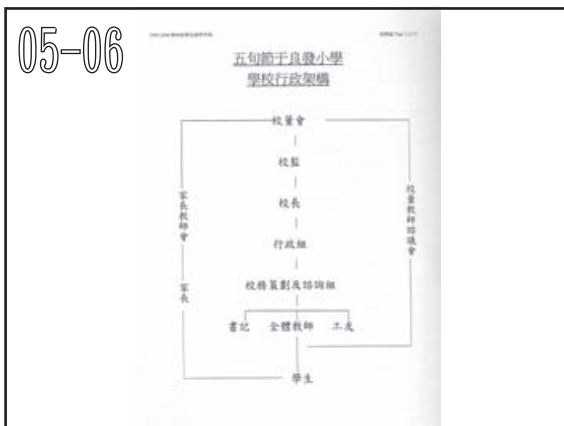 05-06
五旬節于良發小學
學校行政架構
校董會
校監
校長
行政組
校務策劃及諮詢組
書記 全體教師 工友
學生
家長教師會
家長
校董教師諮議會